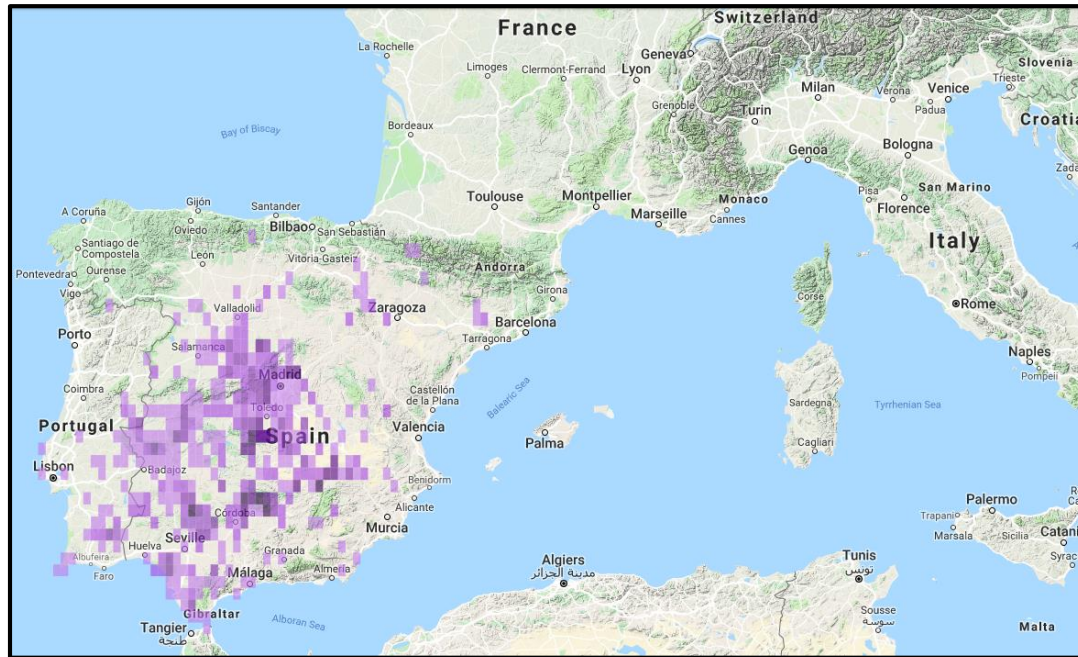 France
Switzerland
La Rochelle
Geneva
Slovenia
Limoges
Clermont-Ferrand
Lyon
Trieste
Milan
Verona
Venice
Padua
Grenoble
Turin
Croatia
Bay of Biscay
Bordeaux
Genoa
Bologna
Toulouse
Montpellier
Monaco
Pisa
San Marino
Marseille
Cannes
Florence
A Coruña
Gijón
Santander
Oviedo
Bilbao
San Sebastián
Italy
Santiago de
Compostela
León
Vitoria-Gasteiz
Andorra
Pontevedra
Ourense
Girona
Corse
Vigo
Valladolid
Zaragoza
Rome
Barcelona
Porto
Tarragona
Salamanca
Naples
Pompeii
Madrid
Coimbra
Castellón
de la Plana
Balearic Sea
Sardegna
Tyrrhenian Sea
Toledo
Portugal
Spain
Valencia
Palma
Cagliari
Lisbon
Badajoz
Benidorm
Alicante
Palermo
Córdoba
Murcia
Trapani
Marsala
Sicilia
Catani
Seville
Huelva
Granada
Albufeira
Faro
Málaga
Almería
Algiers
مدينة الجزائر
Tunis
تونس
Syrac
Gibraltar
Alboran Sea
Sousse
سوسة
Tangier
طنجة
Malta